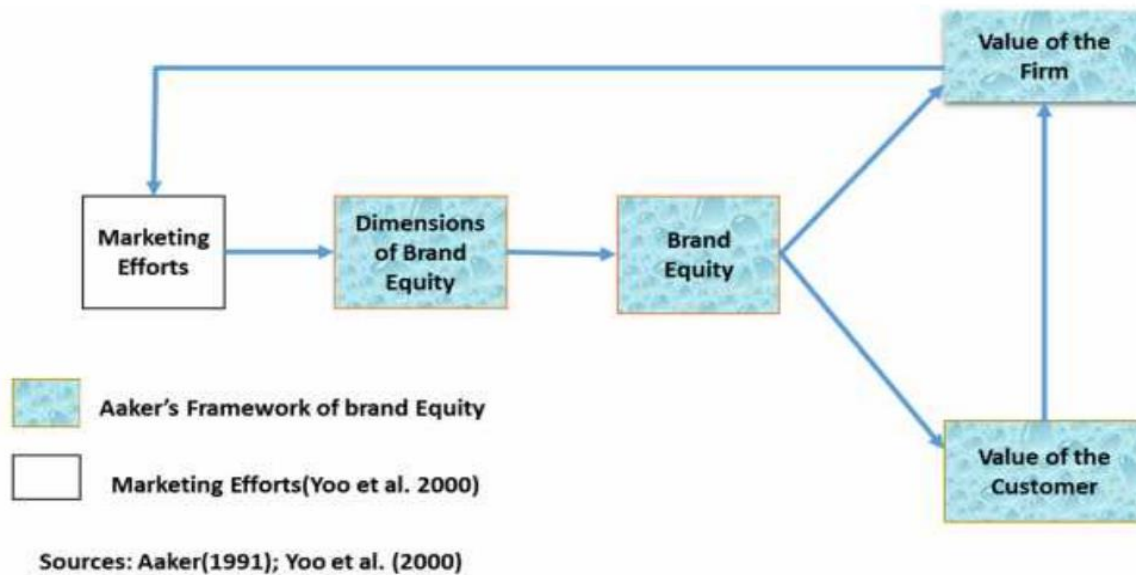 Value of the
Firm
Marketing
Efforts
Dimensions
of Brand
Equity
Brand
Equity
Aaker's Framework of brand Equity
Marketing Efforts(Yoo et al. 2000)
Value of the
Customer
Sources: Aaker(1991); Yoo et al. (2000)